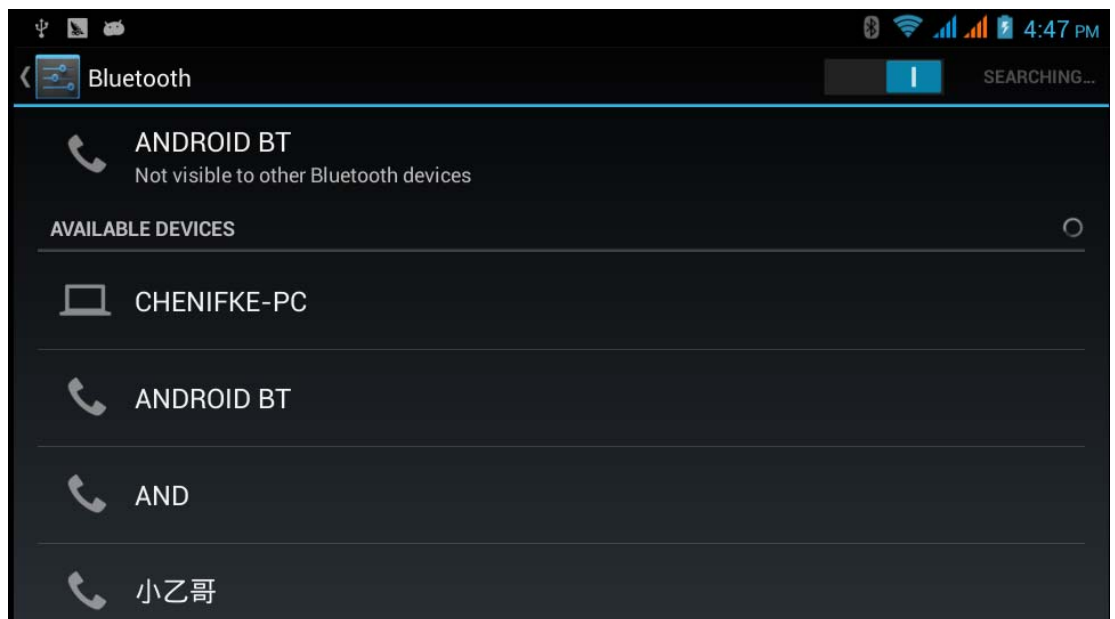 4:47 PM
Bluetooth
SEARCHING...
ANDROID BT
Not visible to other Bluetooth devices
AVAILABLE DEVICES
CHENIFKE-PC
ANDROID BT
AND
小乙哥